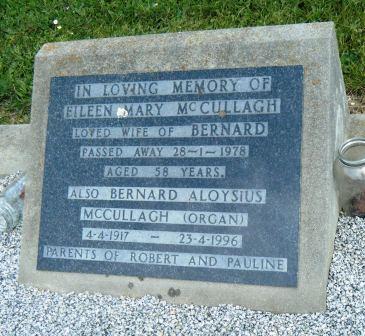 IN LOVING MEMORY OF
EILEEN MARY McCULLAGH
LOVED WIFE OF BERNARD
PASSED AWAY 28-1-1978
AGED 58 YEARS.
ALSO BERNARD ALOYSIUS
McCULLAGH (ORGAN)
4-4-1917 - 23-4-1996
PARENTS OF ROBERT AND PAULINE